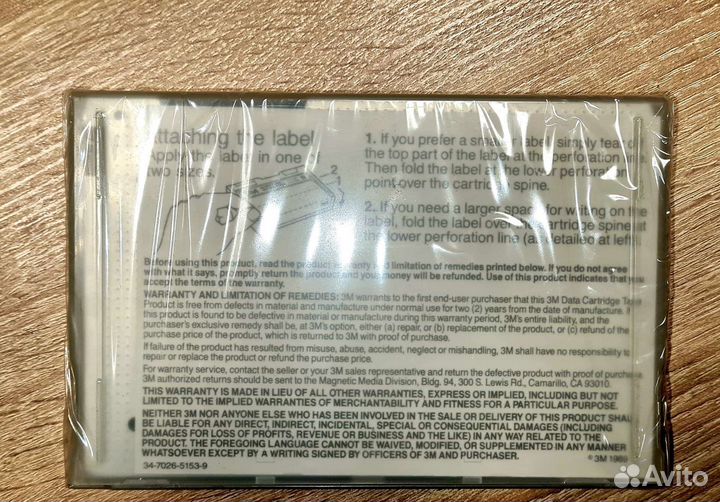 Attaching the label
Apply the label in one of
two sizes.
2
1. If you prefer a smaller label, simply tear
the top part of the label at the perforation line.
Then fold the label at the lower perforation
point over the cartridge spine.
2. If you need a larger space for writing on the
label, fold the label over the cartridge spine at
the lower perforation line (as detailed at left
Before using this product, read the product warranty and limitation of remedies printed below. If you do not agree
with what it says, promptly return the product and your money will be refunded. Use of this product indicates that you
accept the terms of the warranty.
WARRANTY AND LIMITATION OF REMEDIES: 3M warrants to the first end-user purchaser that this 3M Data Cartridge Tape
Product is free from defects in material and manufacture under normal use for two (2) years from the date of manufacture. If
this product is found to be defective in material or manufacture during this warranty period, 3M's entire liability, and the
purchaser's exclusive remedy shall be, at 3M's option, either (a) repair, or (b) replacement of the product, or (c) refund of the
purchase price of the product, which is returned to 3M with proof of purchase.
If failure of the product has resulted from misuse, abuse, accident, neglect or mishandling, 3M shall have no responsibility to
repair or replace the product or refund the purchase price.
For warranty service, contact the seller or your 3M sales representative and return the defective product with proof of purchase
3M authorized returns should be sent to the Magnetic Media Division, Bldg. 94, 300 S. Lewis Rd., Camarillo, CA 93010.
THIS WARRANTY IS MADE IN LIEU OF ALL OTHER WARRANTIES, EXPRESS OR IMPLIED, INCLUDING BUT NOT
LIMITED TO THE IMPLIED WARRANTIES OF MERCHANTABILITY AND FITNESS FOR A PARTICULAR PURPOSE.
NEITHER 3M NOR ANYONE ELSE WHO HAS BEEN INVOLVED IN THE SALE OR DELIVERY OF THIS PRODUCT SHALL
BE LIABLE FOR ANY DIRECT, INDIRECT, INCIDENTAL, SPECIAL OR CONSEQUENTIAL DAMAGES (INCLUDING
DAMAGES FOR LOSS OF PROFITS, REVENUE OR BUSINESS AND THE LIKE) IN ANY WAY RELATED TO THE
PRODUCT. THE FOREGOING LANGUAGE CANNOT BE WAIVED, MODIFIED, OR SUPPLEMENTED IN ANY MANNER
WHATSOEVER EXCEPT BY A WRITING SIGNED BY OFFICERS OF 3M AND PURCHASER.
34-7026-5153-9
© 3M 1989
Avito